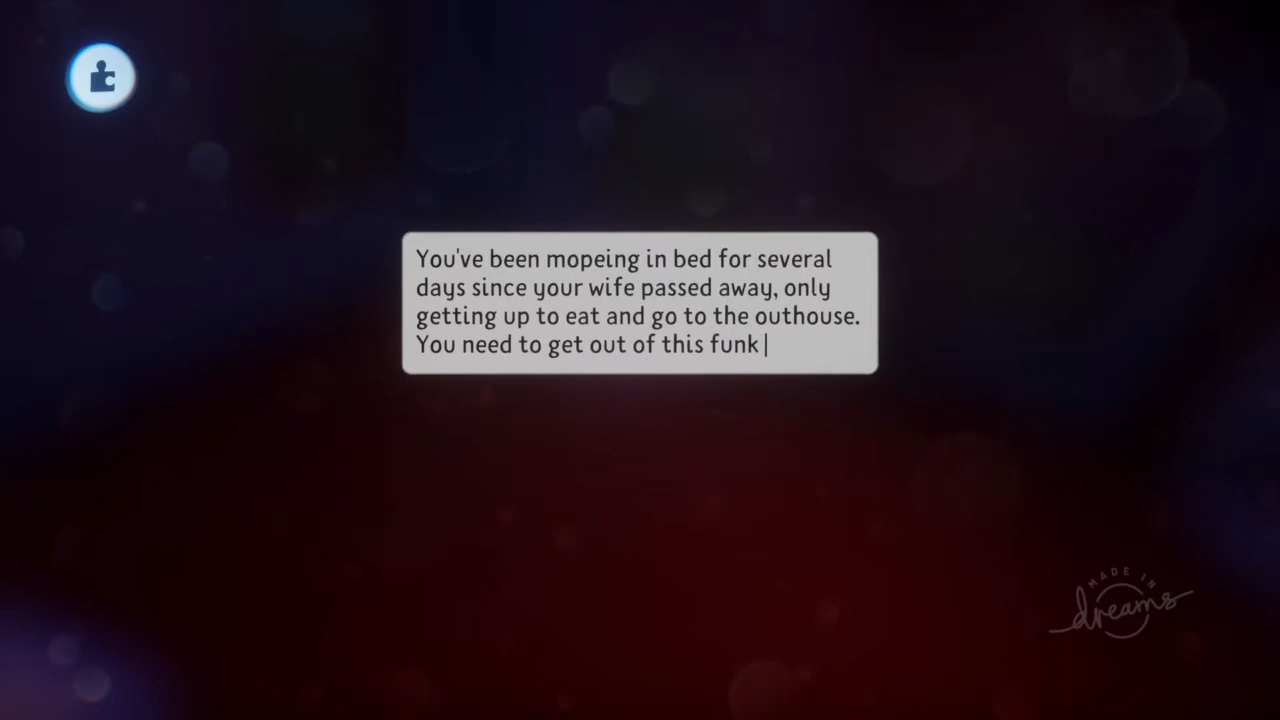 You've been mopeing in bed for several
days since your wife passed away, only
getting up to eat and go to the outhouse.
You need to get out of this funk
MADE IN
dreams